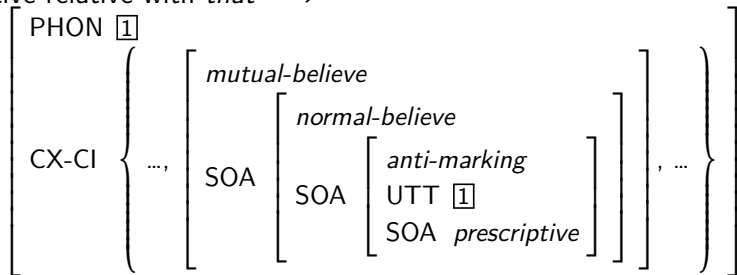 tive relative with that
PHON 1
mutual-believe
normal-believe
anti-marking
CX-CI { …, SOA SOA UTT 1 , … }
SOA prescriptive